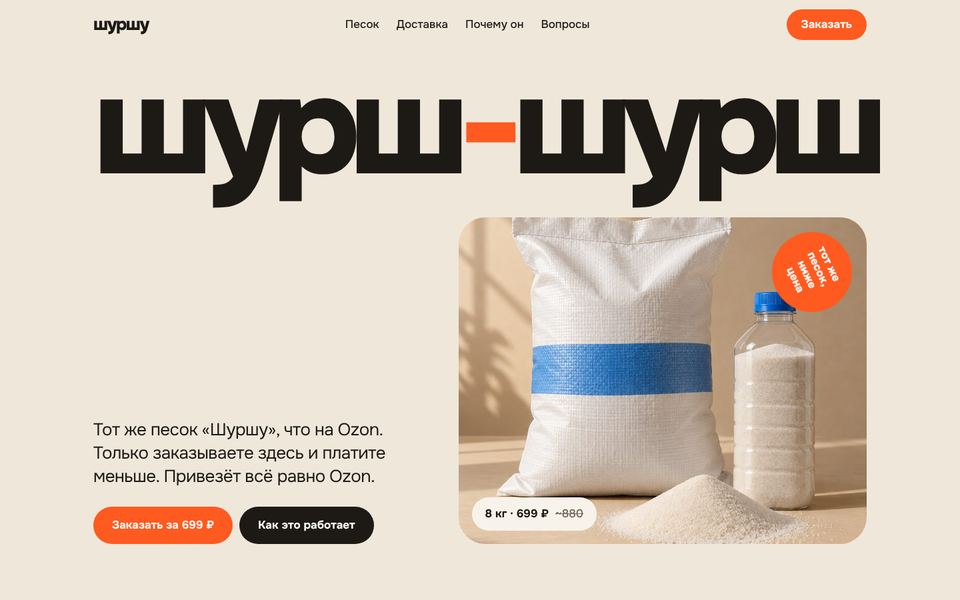 шуршу
Песок Доставка Почему он Вопросы
Заказать
шурш-шурш
тот же
песок,
ниже
цена
Тот же песок «Шуршу», что на Ozon.
Только заказываете здесь и платите
меньше. Привезёт всё равно Ozon.
Заказать за 699 ₽
Как это работает
8 кг · 699 ₽ ~880